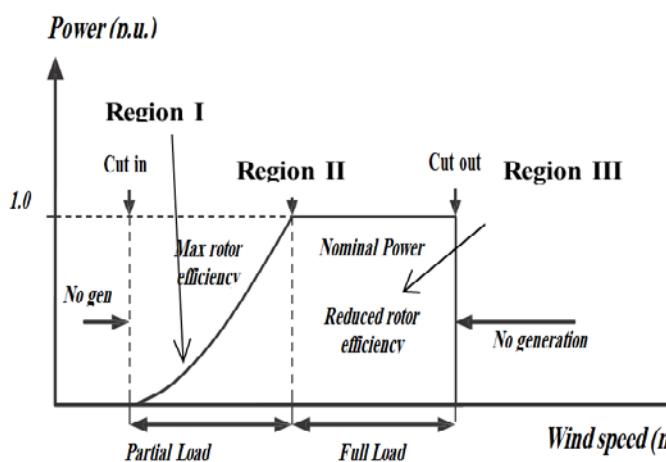 Power (p.u.)
Region I
Cut in
Region II
Cut out
Region III
1.0
Max rotor
efficiency
Nominal Power
No gen
Reduced rotor
efficiency
No generation
Partial Load
Full Load
Wind speed (n